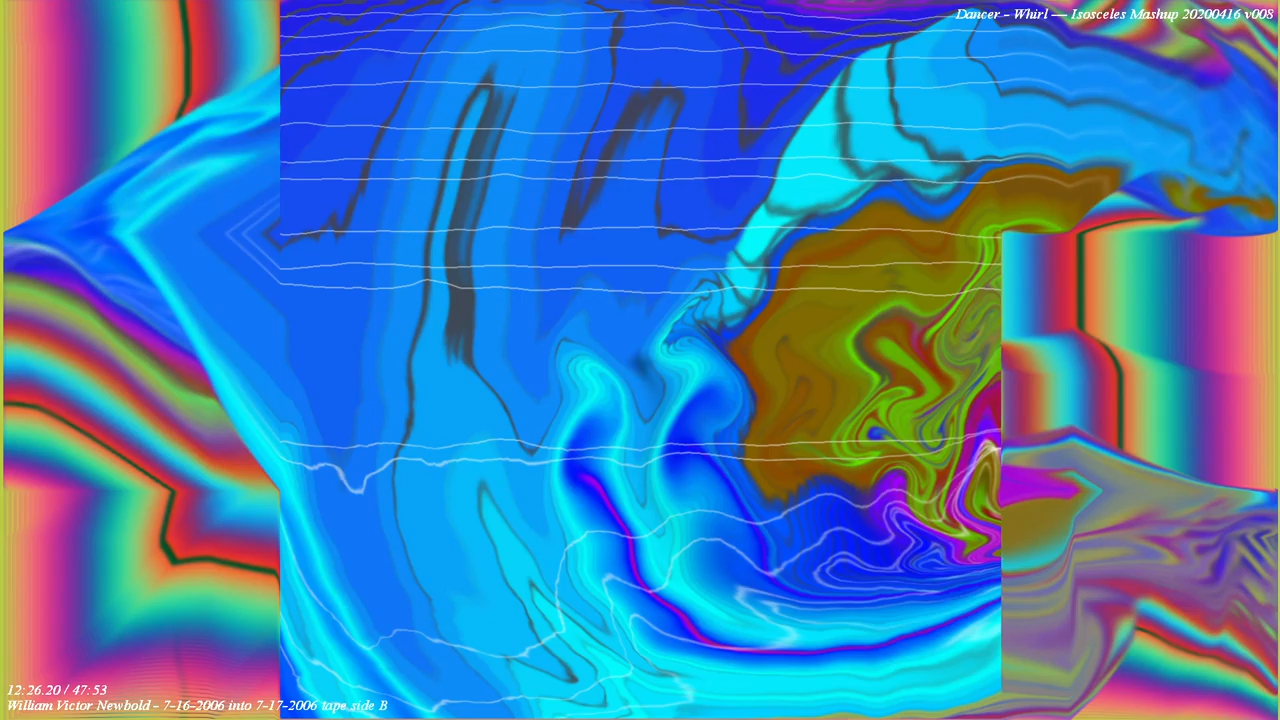 Dancer - Whirl — Isosceles Mashup 20200416 v008
12:26.20 / 47:53
William Victor Newbold - 7-16-2006 into 7-17-2006 tape side B